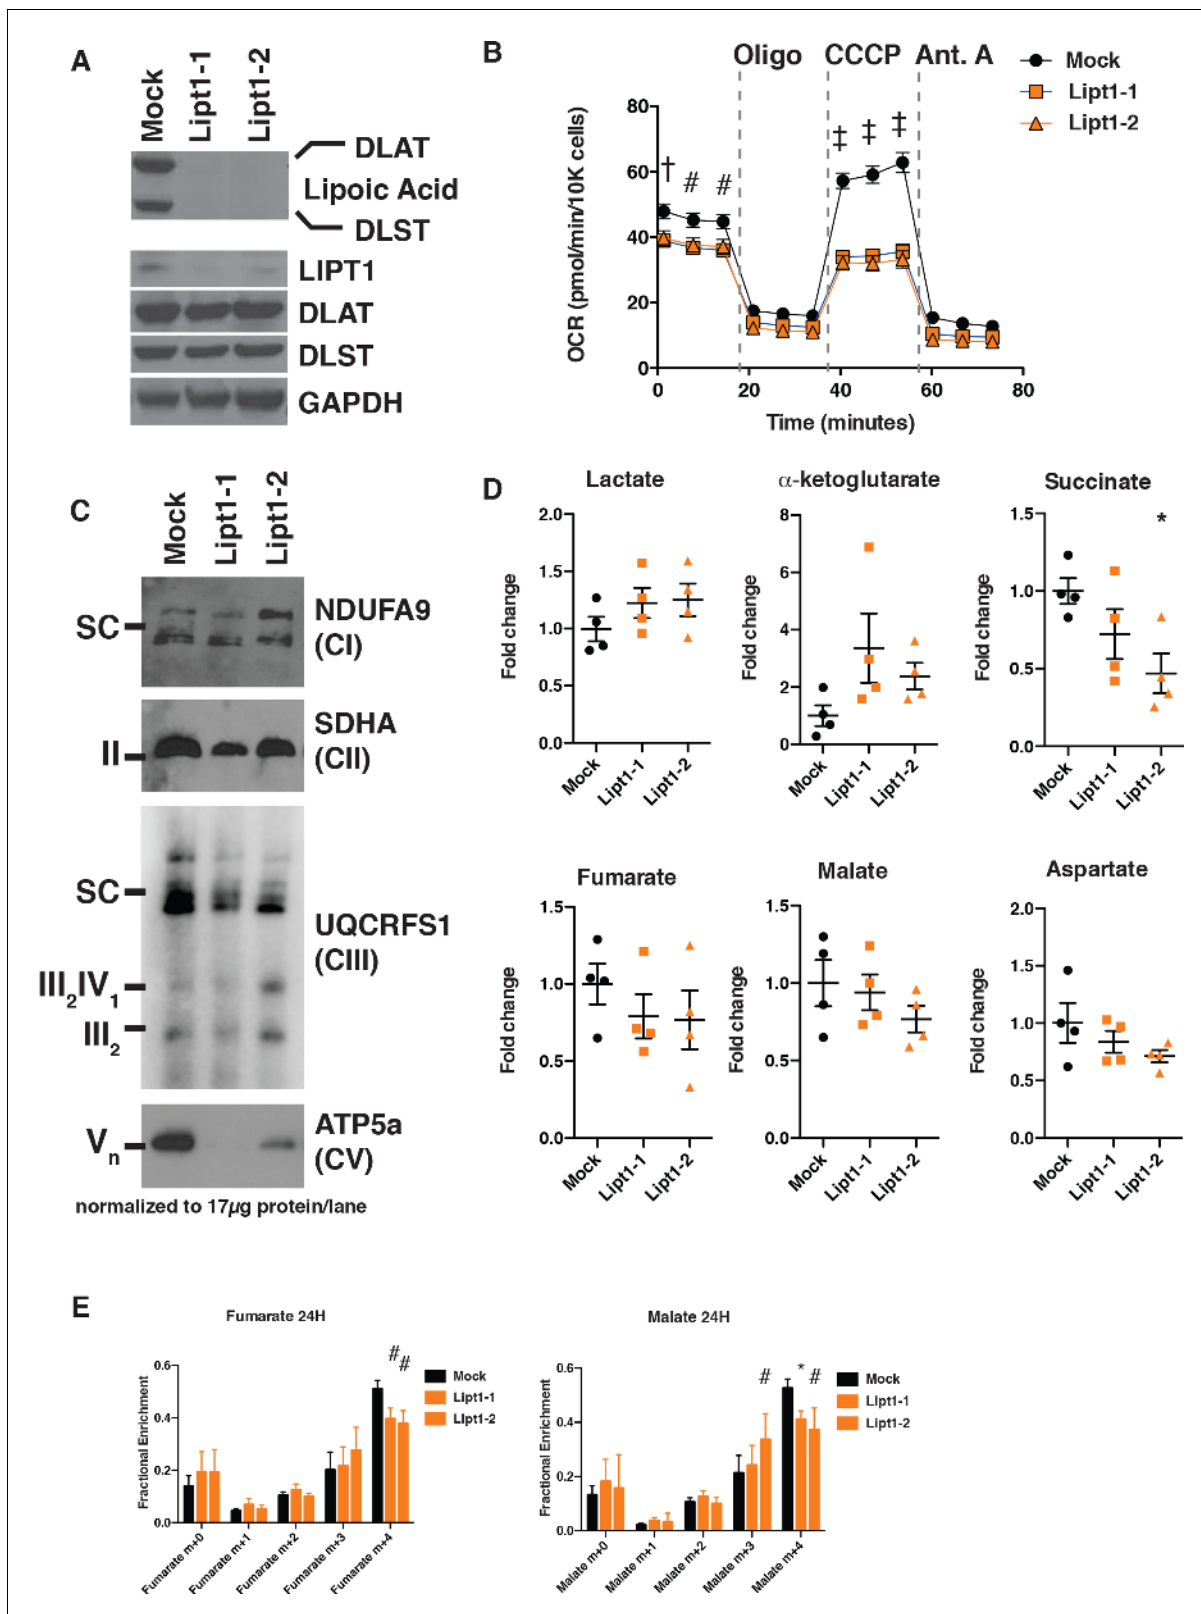 A
Mock
Lipt1-1
Lipt1-2
DLAT
Lipoic Acid
DLST
LIPT1
DLAT
DLST
GAPDH
B
Oligo
CCCP
Ant. A
Mock
Lipt1-1
Lipt1-2
OCR (pmol/min/10K cells)
80
60
40
20
0
† # #
‡ ‡ ‡
0 20 40 60 80
Time (minutes)
C
Mock
Lipt1-1
Lipt1-2
SC
NDUFA9
(CI)
II
SDHA
(CII)
SC
III2IV1
III2
UQCRFS1
(CIII)
Vn
ATP5a
(CV)
normalized to 17µg protein/lane
D
Lactate
Fold change
2.0
1.5
1.0
0.5
0.0
Mock
Lipt1-1
Lipt1-2
α-ketoglutarate
Fold change
8
6
4
2
0
Mock
Lipt1-1
Lipt1-2
Succinate
*
Fold change
1.5
1.0
0.5
0.0
Mock
Lipt1-1
Lipt1-2
Fumarate
Fold change
1.5
1.0
0.5
0.0
Mock
Lipt1-1
Lipt1-2
Malate
Fold change
1.5
1.0
0.5
0.0
Mock
Lipt1-1
Lipt1-2
Aspartate
Fold change
2.0
1.5
1.0
0.5
0.0
Mock
Lipt1-1
Lipt1-2
E
Fumarate 24H
Fractional Enrichment
0.6
0.4
0.2
0.0
# #
Mock
Lipt1-1
Lipt1-2
Fumarate m+0
Fumarate m+1
Fumarate m+2
Fumarate m+3
Fumarate m+4
Malate 24H
Fractional Enrichment
0.6
0.4
0.2
0.0
# * #
Mock
Lipt1-1
Lipt1-2
Malate m+0
Malate m+1
Malate m+2
Malate m+3
Malate m+4